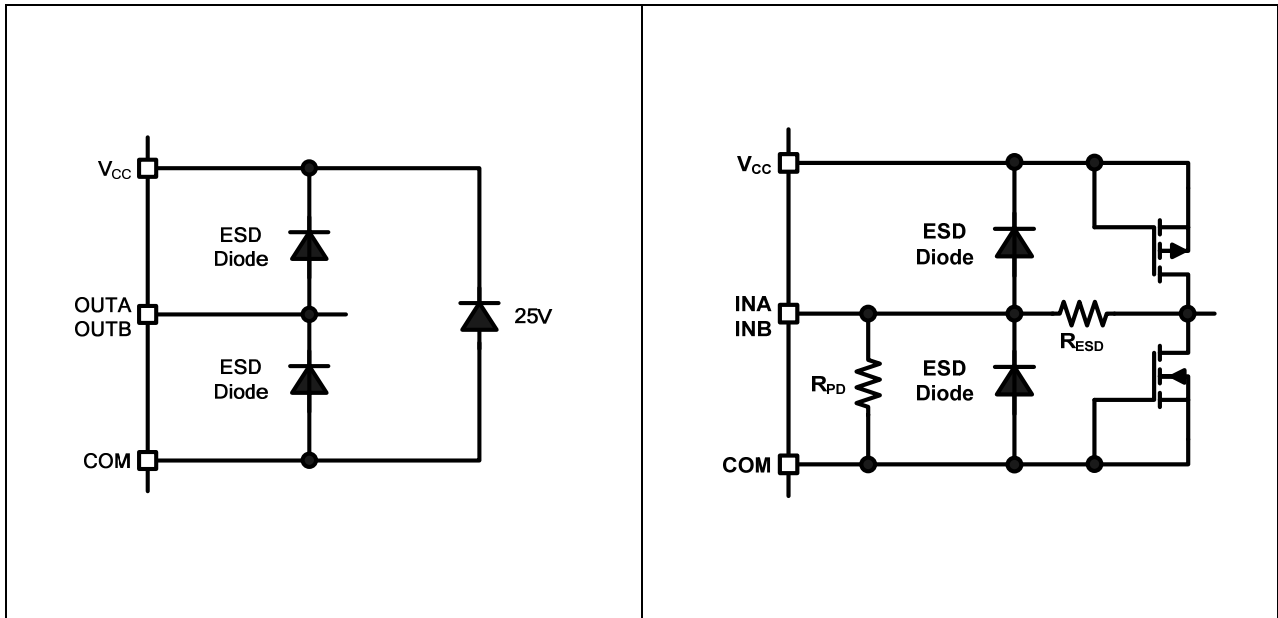 VCC
ESD
Diode
OUTA
OUTB
25V
ESD
Diode
COM
VCC
ESD
Diode
INA
INB
RESD
RPD
ESD
Diode
COM